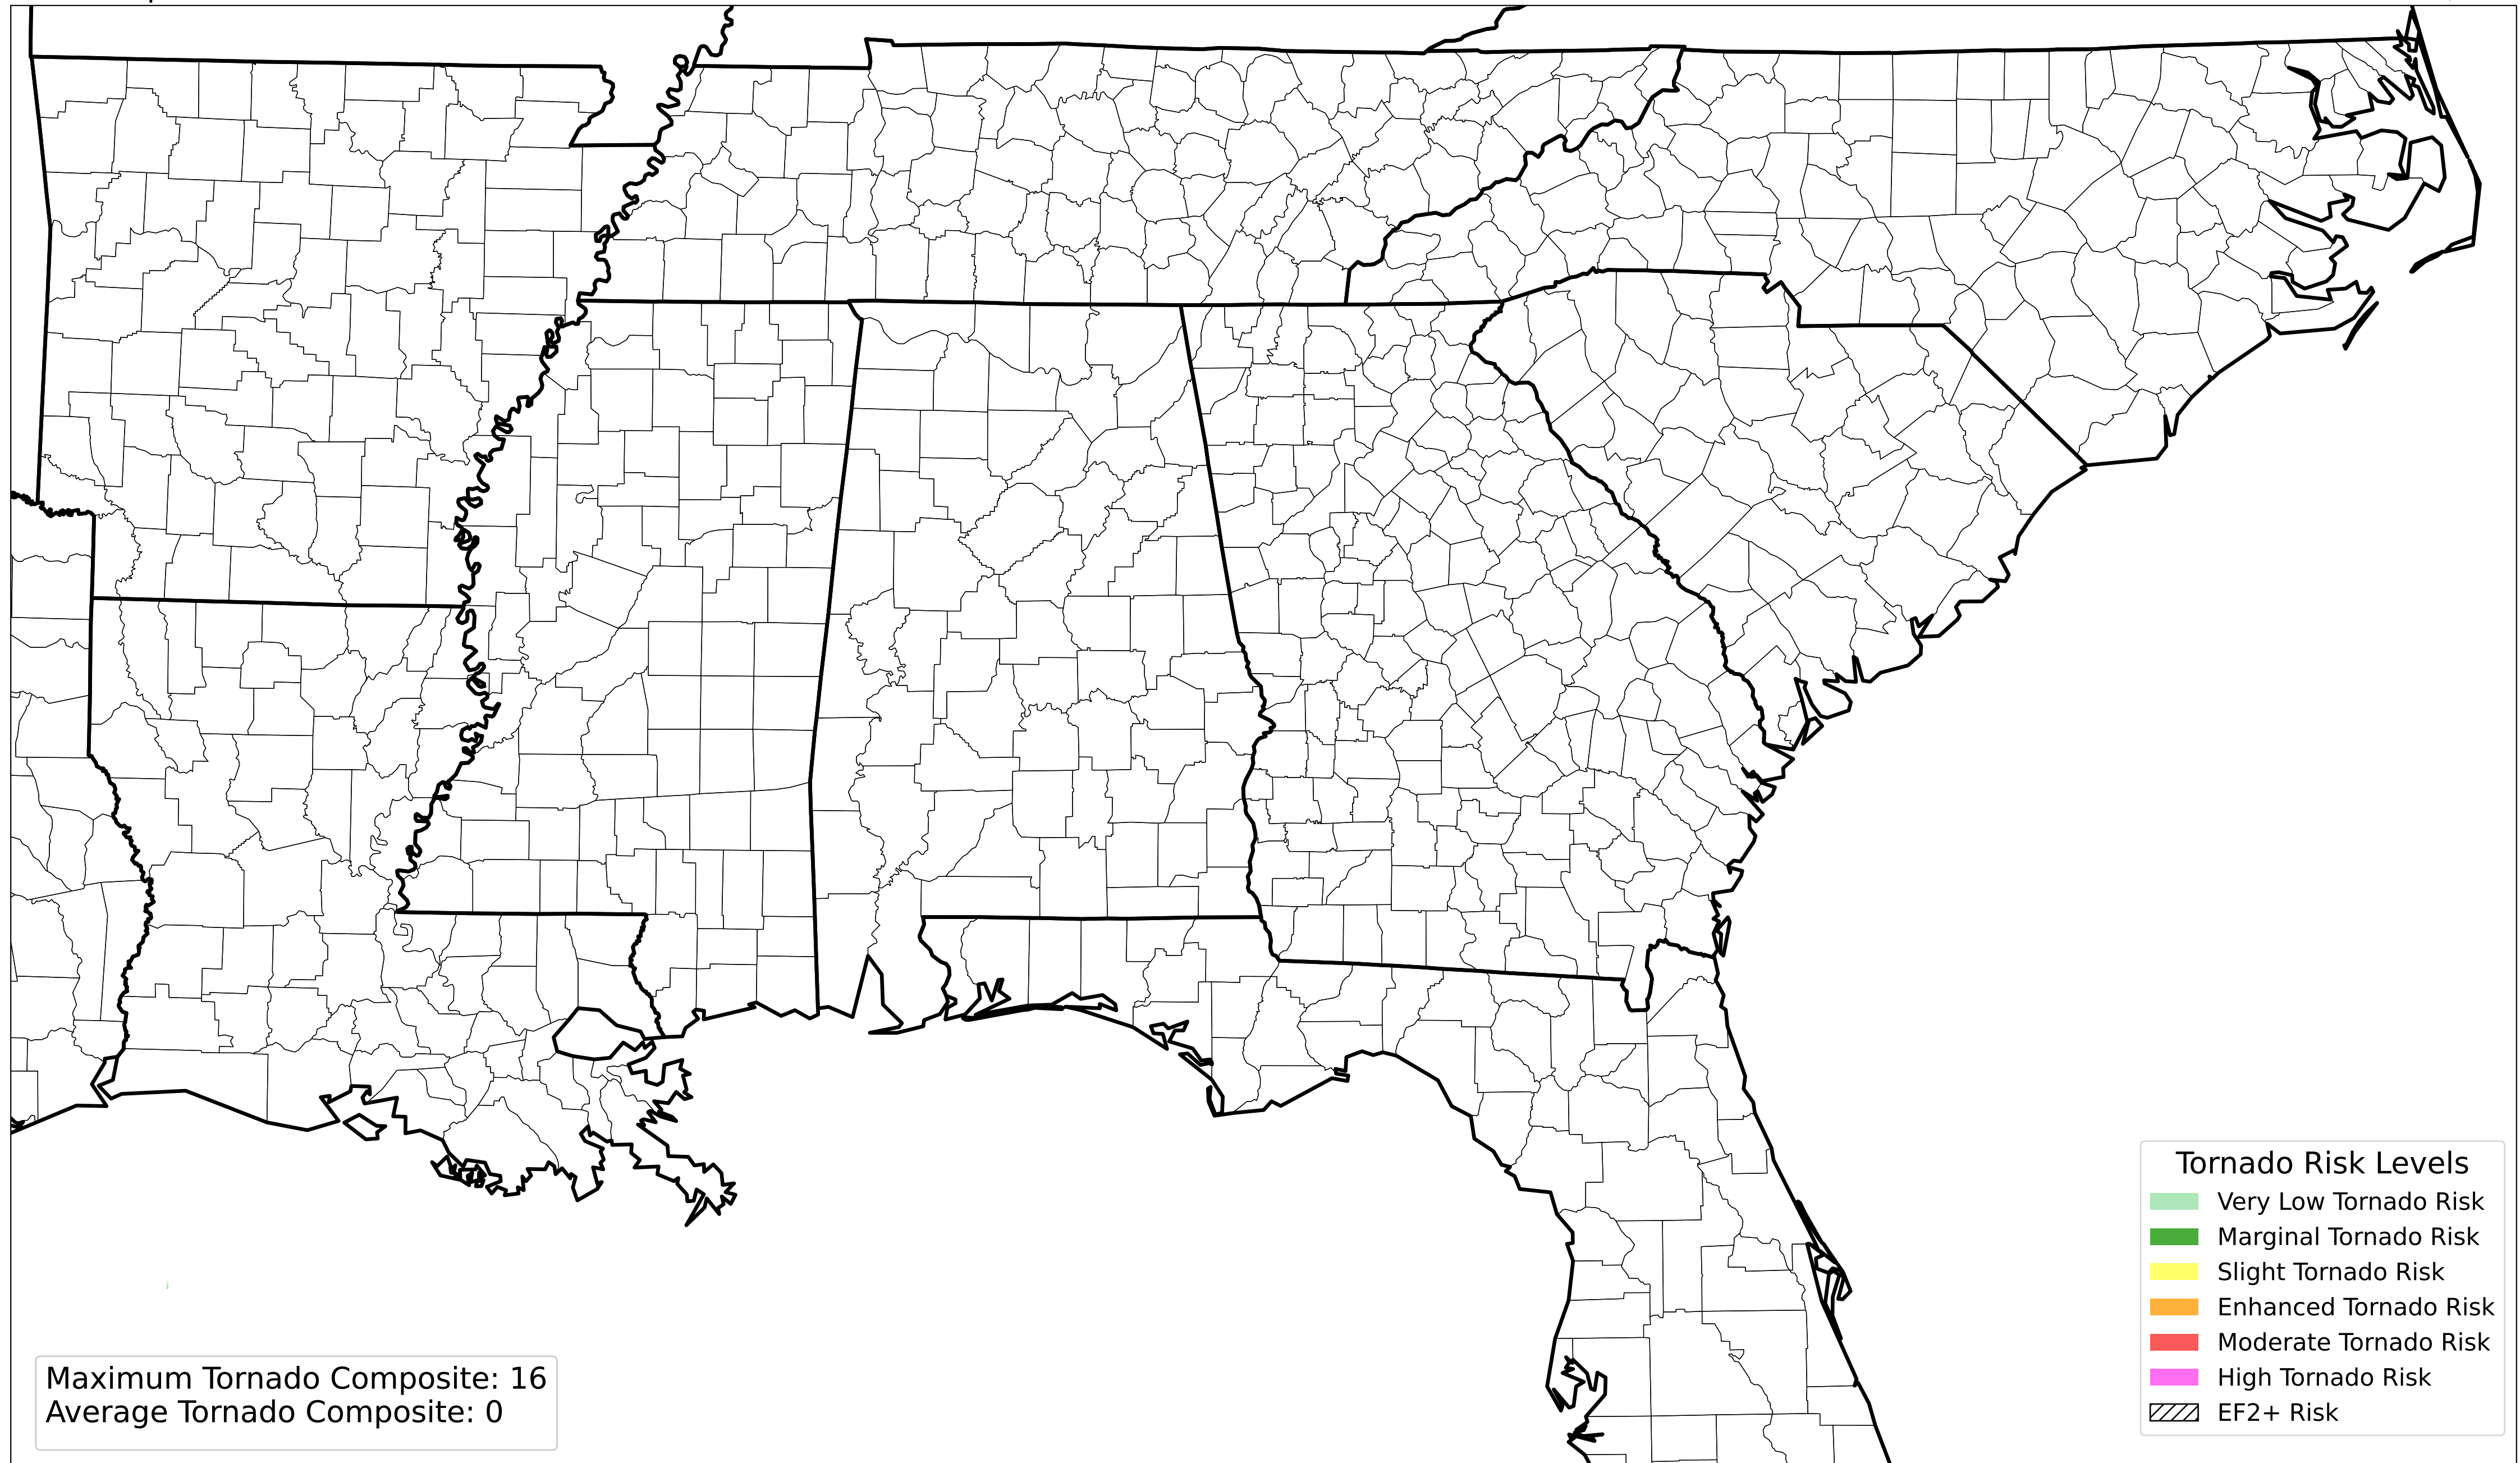 Maximum Tornado Composite: 16
Average Tornado Composite: 0
Tornado Risk Levels
Very Low Tornado Risk
Marginal Tornado Risk
Slight Tornado Risk
Enhanced Tornado Risk
Moderate Tornado Risk
High Tornado Risk
EF2+ Risk